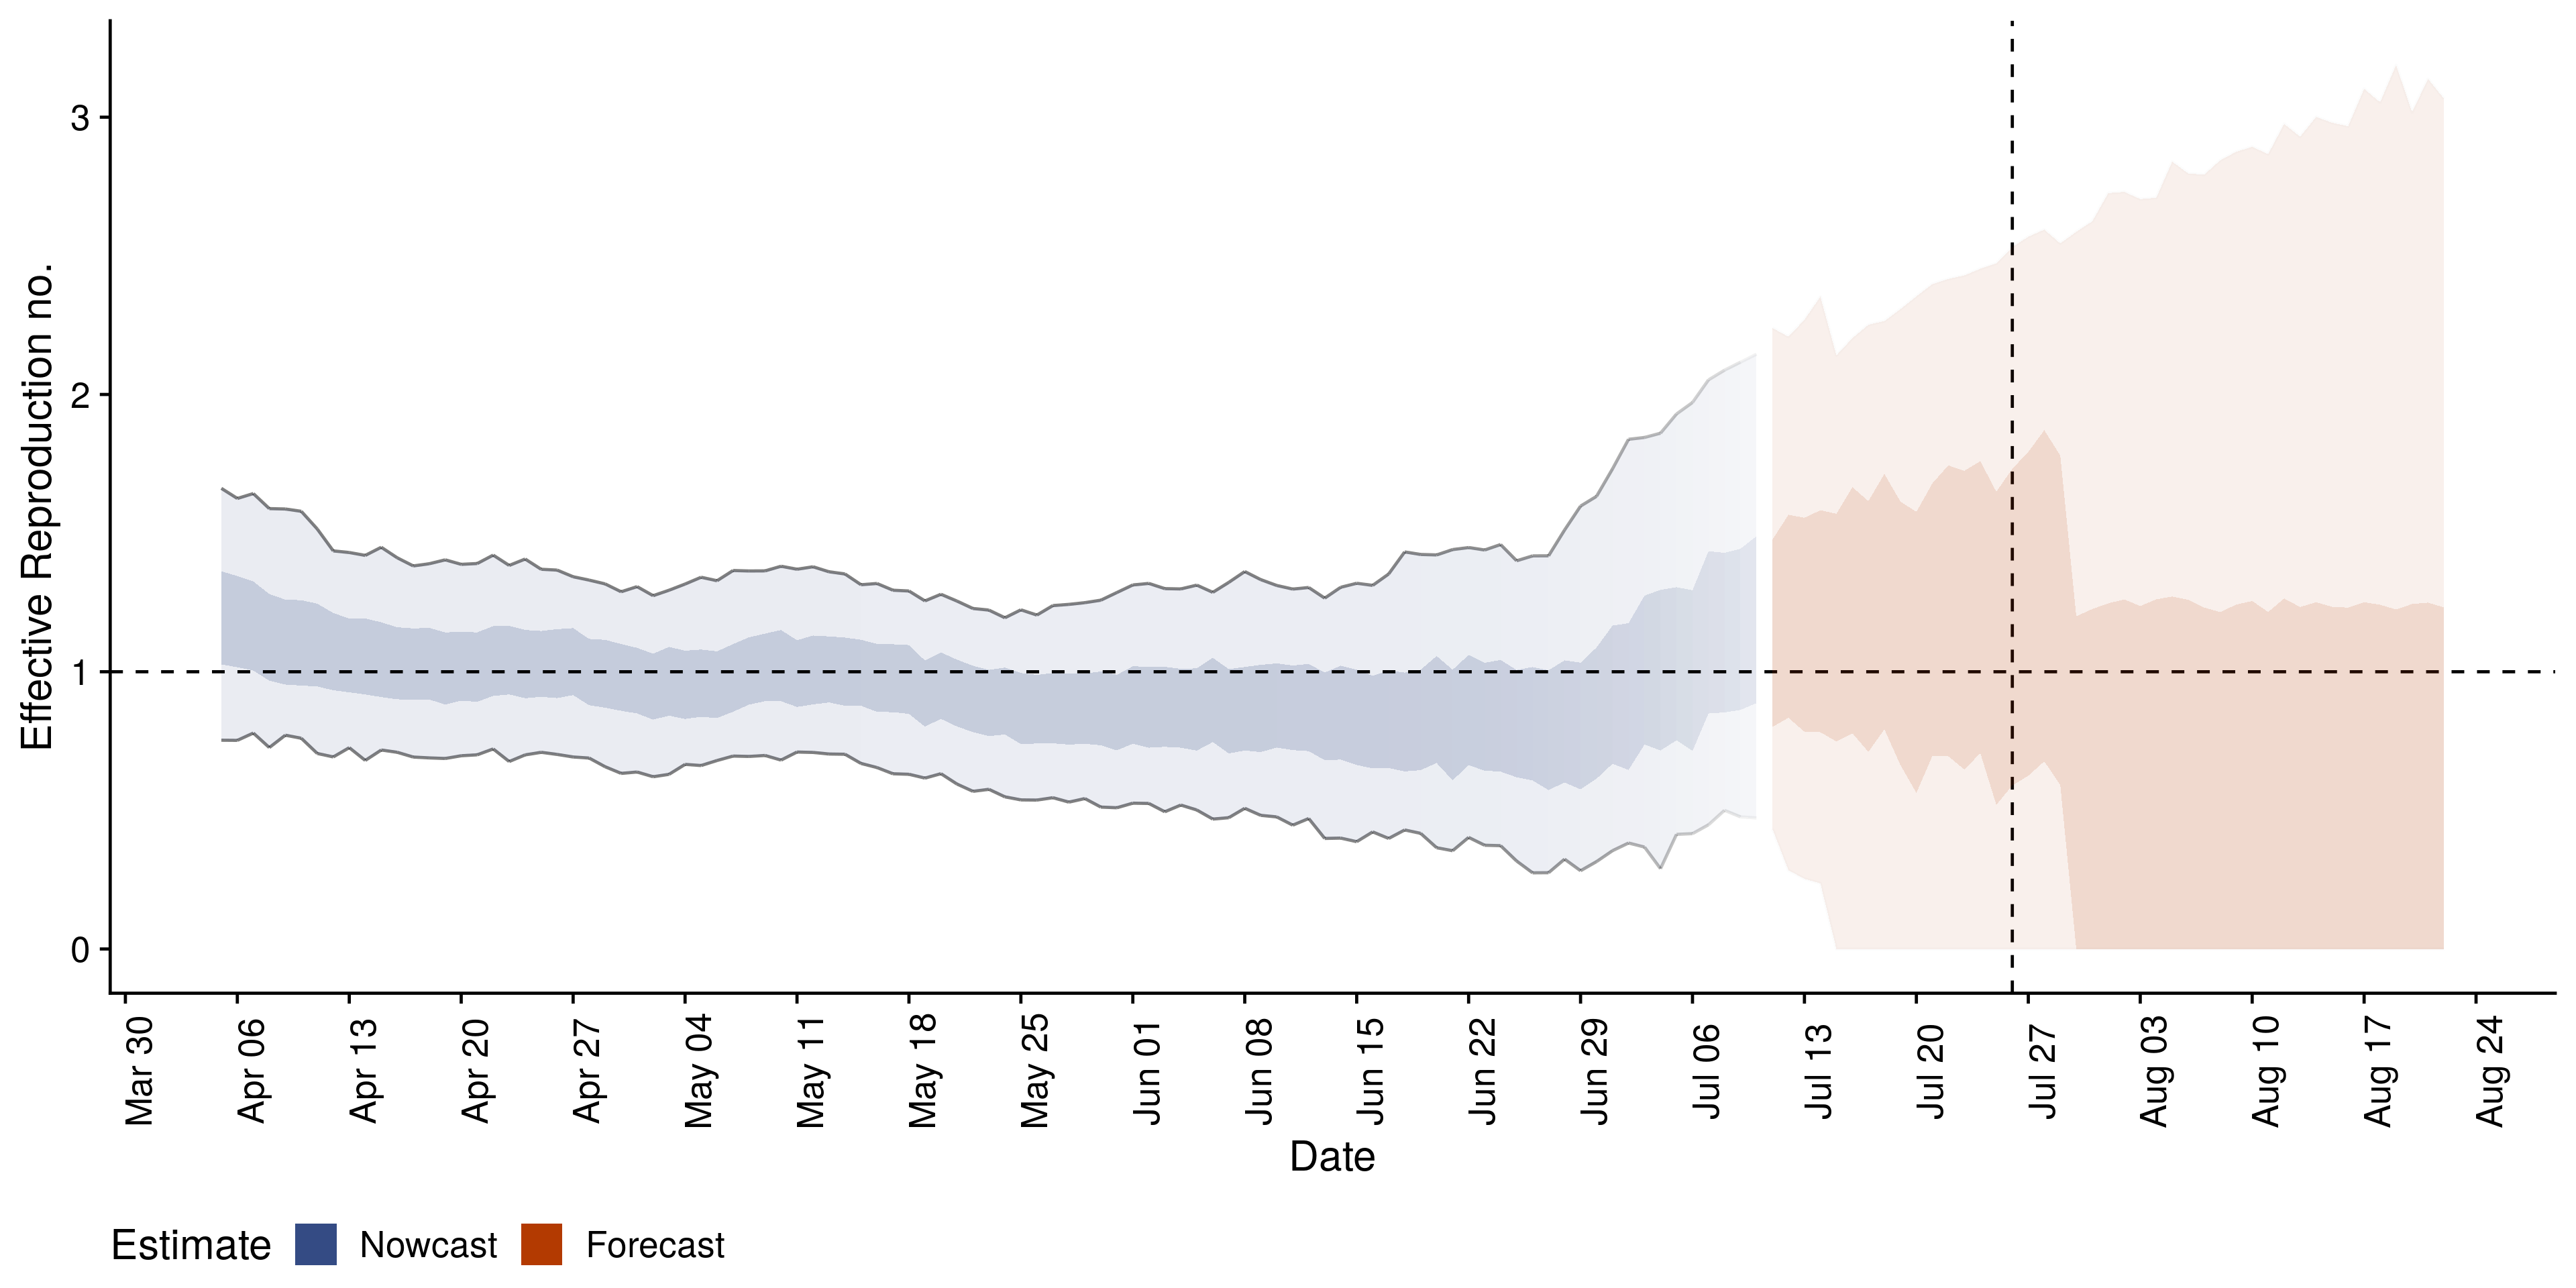 Effective Reproduction no.
3
2
1
0
Mar 30
Apr 06
Apr 13
Apr 20
Apr 27
May 04
May 11
May 18
May 25
Jun 01
Jun 08
Jun 15
Jun 22
Jun 29
Jul 06
Jul 13
Jul 20
Jul 27
Aug 03
Aug 10
Aug 17
Aug 24
Date
Estimate Nowcast Forecast